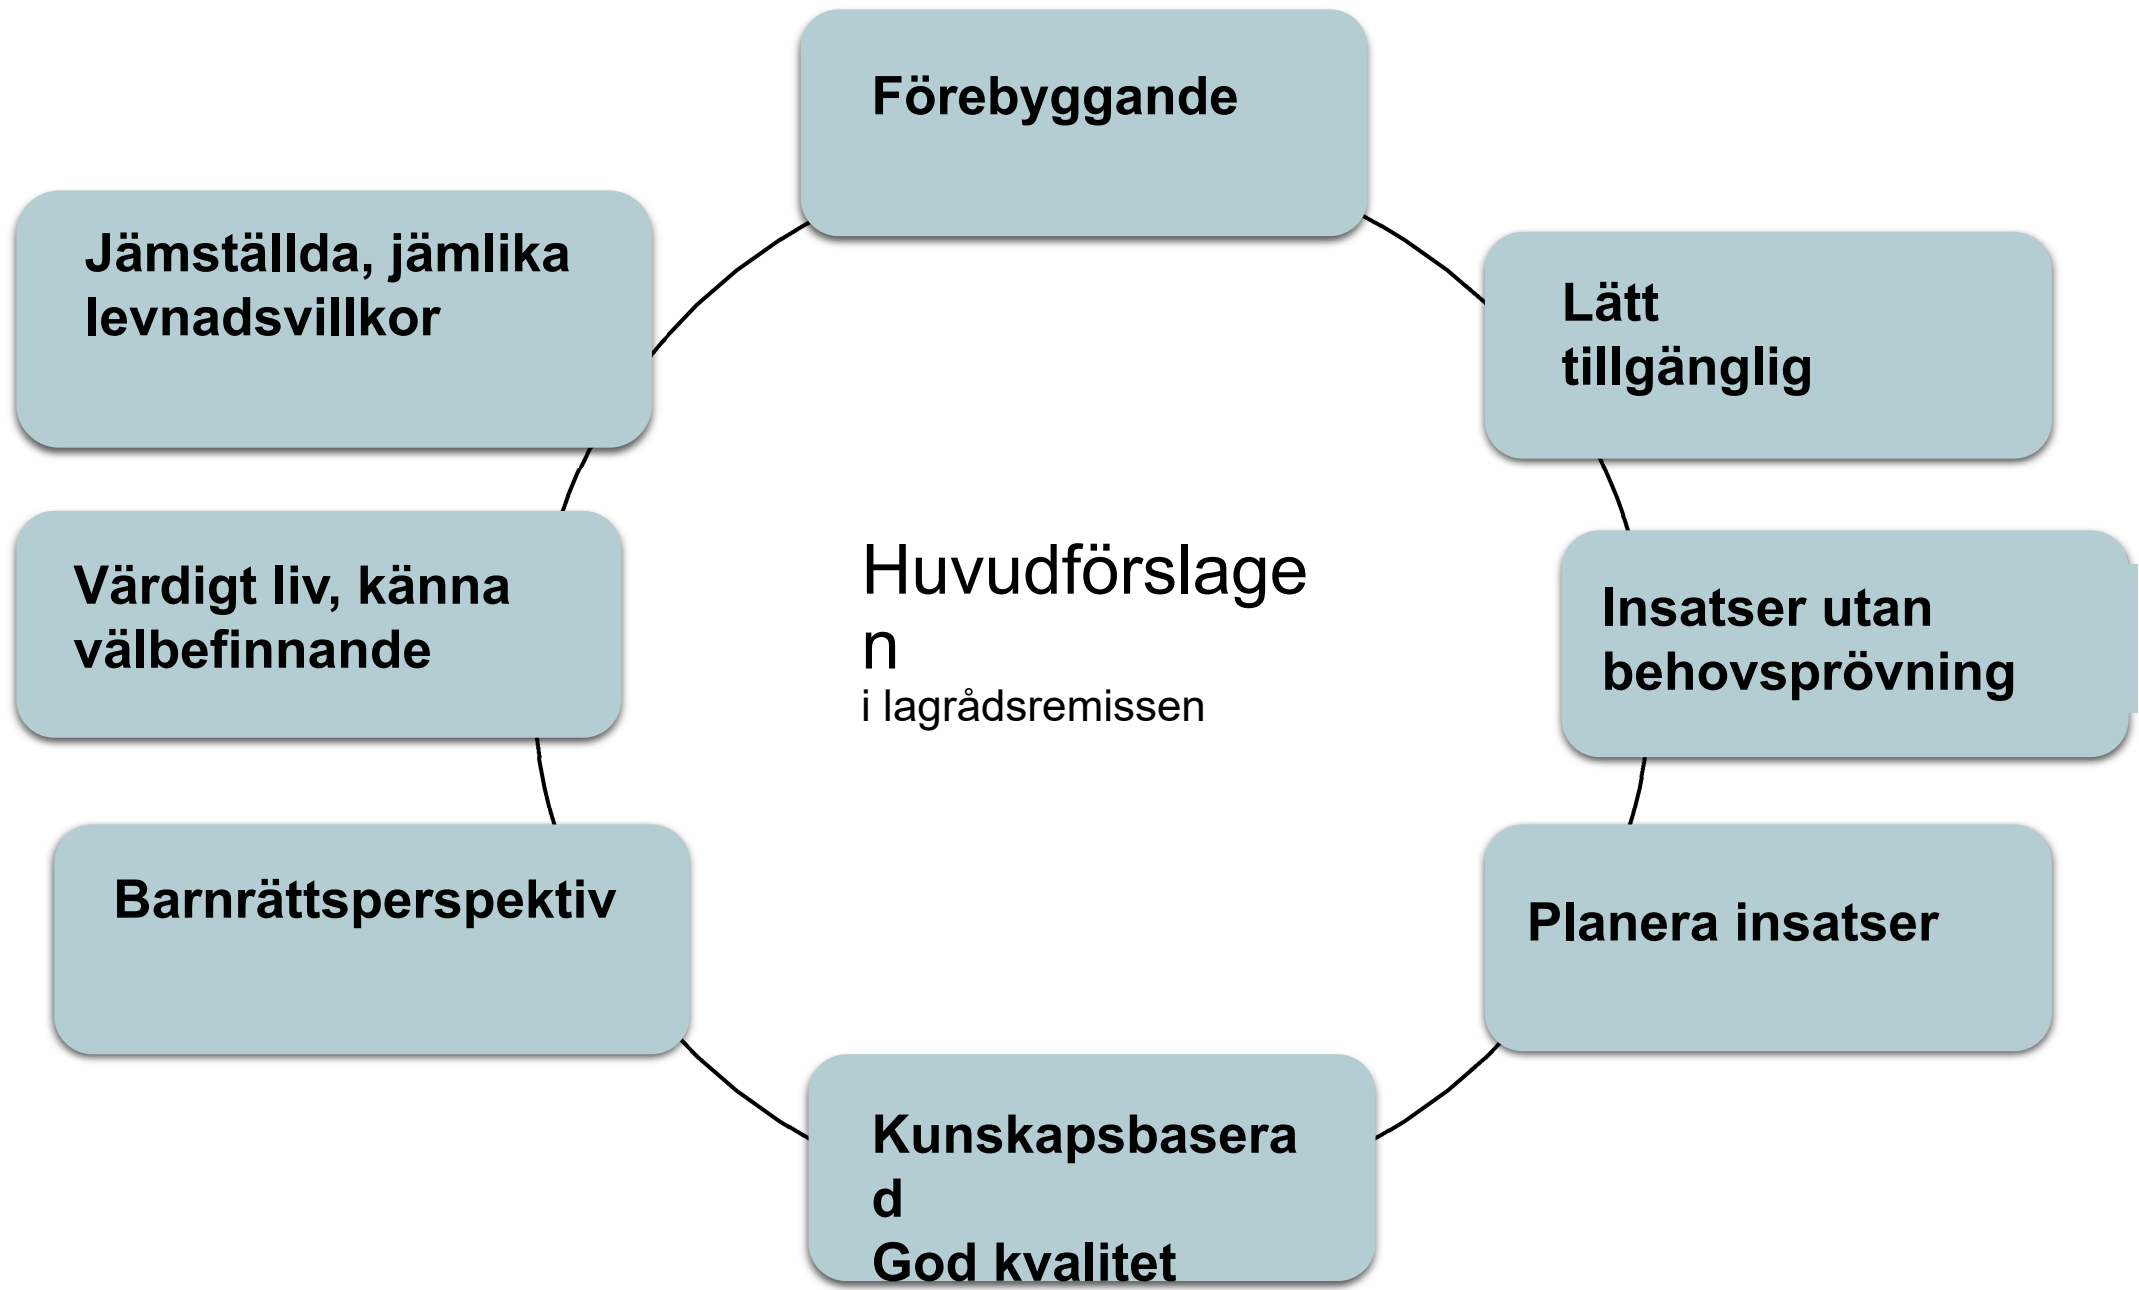 Förebyggande
Jämställda, jämlika
levnadsvillkor
Lätt
tillgänglig
Värdigt liv, känna
välbefinnande
Huvudförslage
n
i lagrådsremissen
Insatser utan
behovsprövning
Barnrättsperspektiv
Planera insatser
Kunskapsbasera
d
God kvalitet